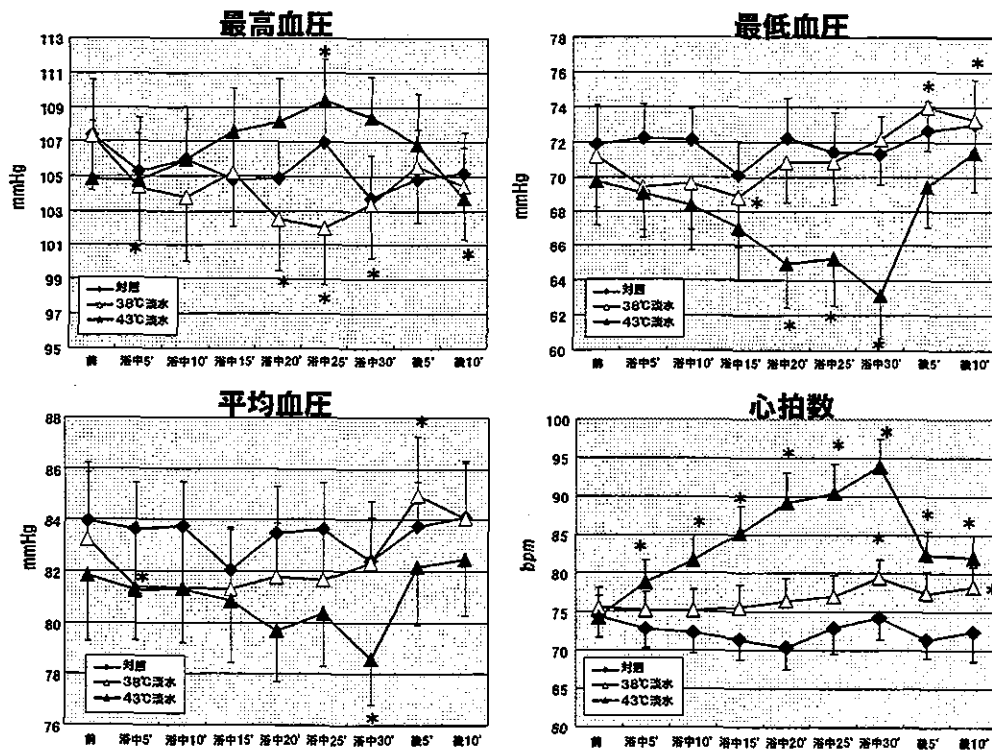 最高血圧
113
111
109
107
105
103
101
99
97
95
mmHg
対照
38℃淡水
43℃淡水
前 浴中5' 浴中10' 浴中15' 浴中20' 浴中25' 浴中30' 後5' 後10'
* * * * * *
最低血圧
78
76
74
72
70
68
66
64
62
60
mmHg
対照
38℃淡水
43℃淡水
前 浴中5' 浴中10' 浴中15' 浴中20' 浴中25' 浴中30' 後5' 後10'
* * * * * *
平均血圧
88
86
84
82
80
78
76
mmHg
対照
38℃淡水
43℃淡水
前 浴中5' 浴中10' 浴中15' 浴中20' 浴中25' 浴中30' 後5' 後10'
* * *
心拍数
100
95
90
85
80
75
70
65
60
bpm
対照
38℃淡水
43℃淡水
前 浴中5' 浴中10' 浴中15' 浴中20' 浴中25' 浴中30' 後5' 後10'
* * * * * * * * * *